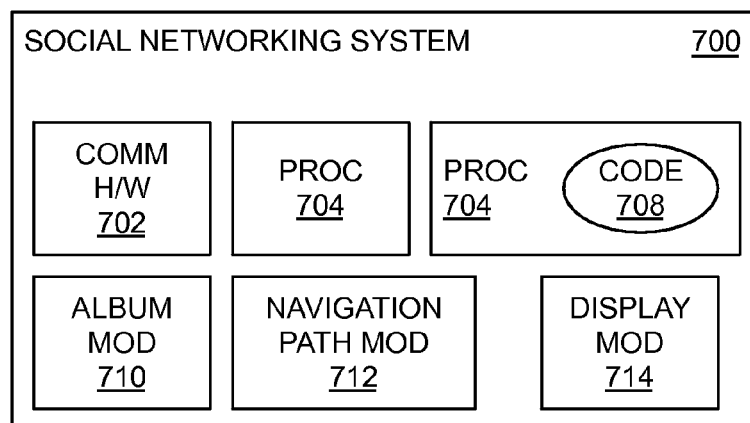 SOCIAL NETWORKING SYSTEM 700
COMM
H/W
702
PROC
704
PROC
704
CODE
708
ALBUM
MOD
710
NAVIGATION
PATH MOD
712
DISPLAY
MOD
714